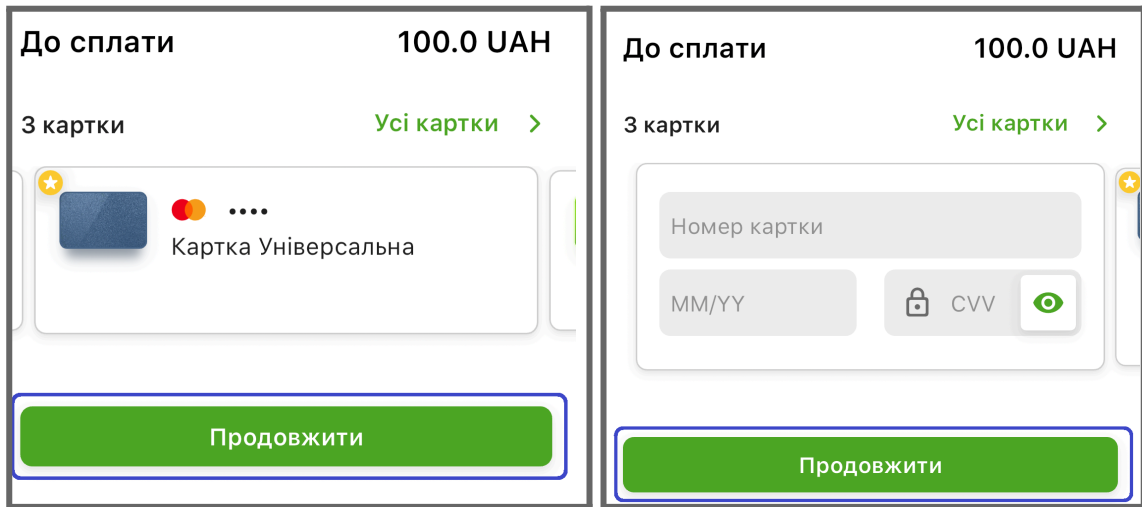 До сплати 100.0 UAH
З картки Усі картки
••••
Картка Універсальна
Продовжити
До сплати 100.0 UAH
З картки Усі картки
Номер картки
MM/YY CVV
Продовжити